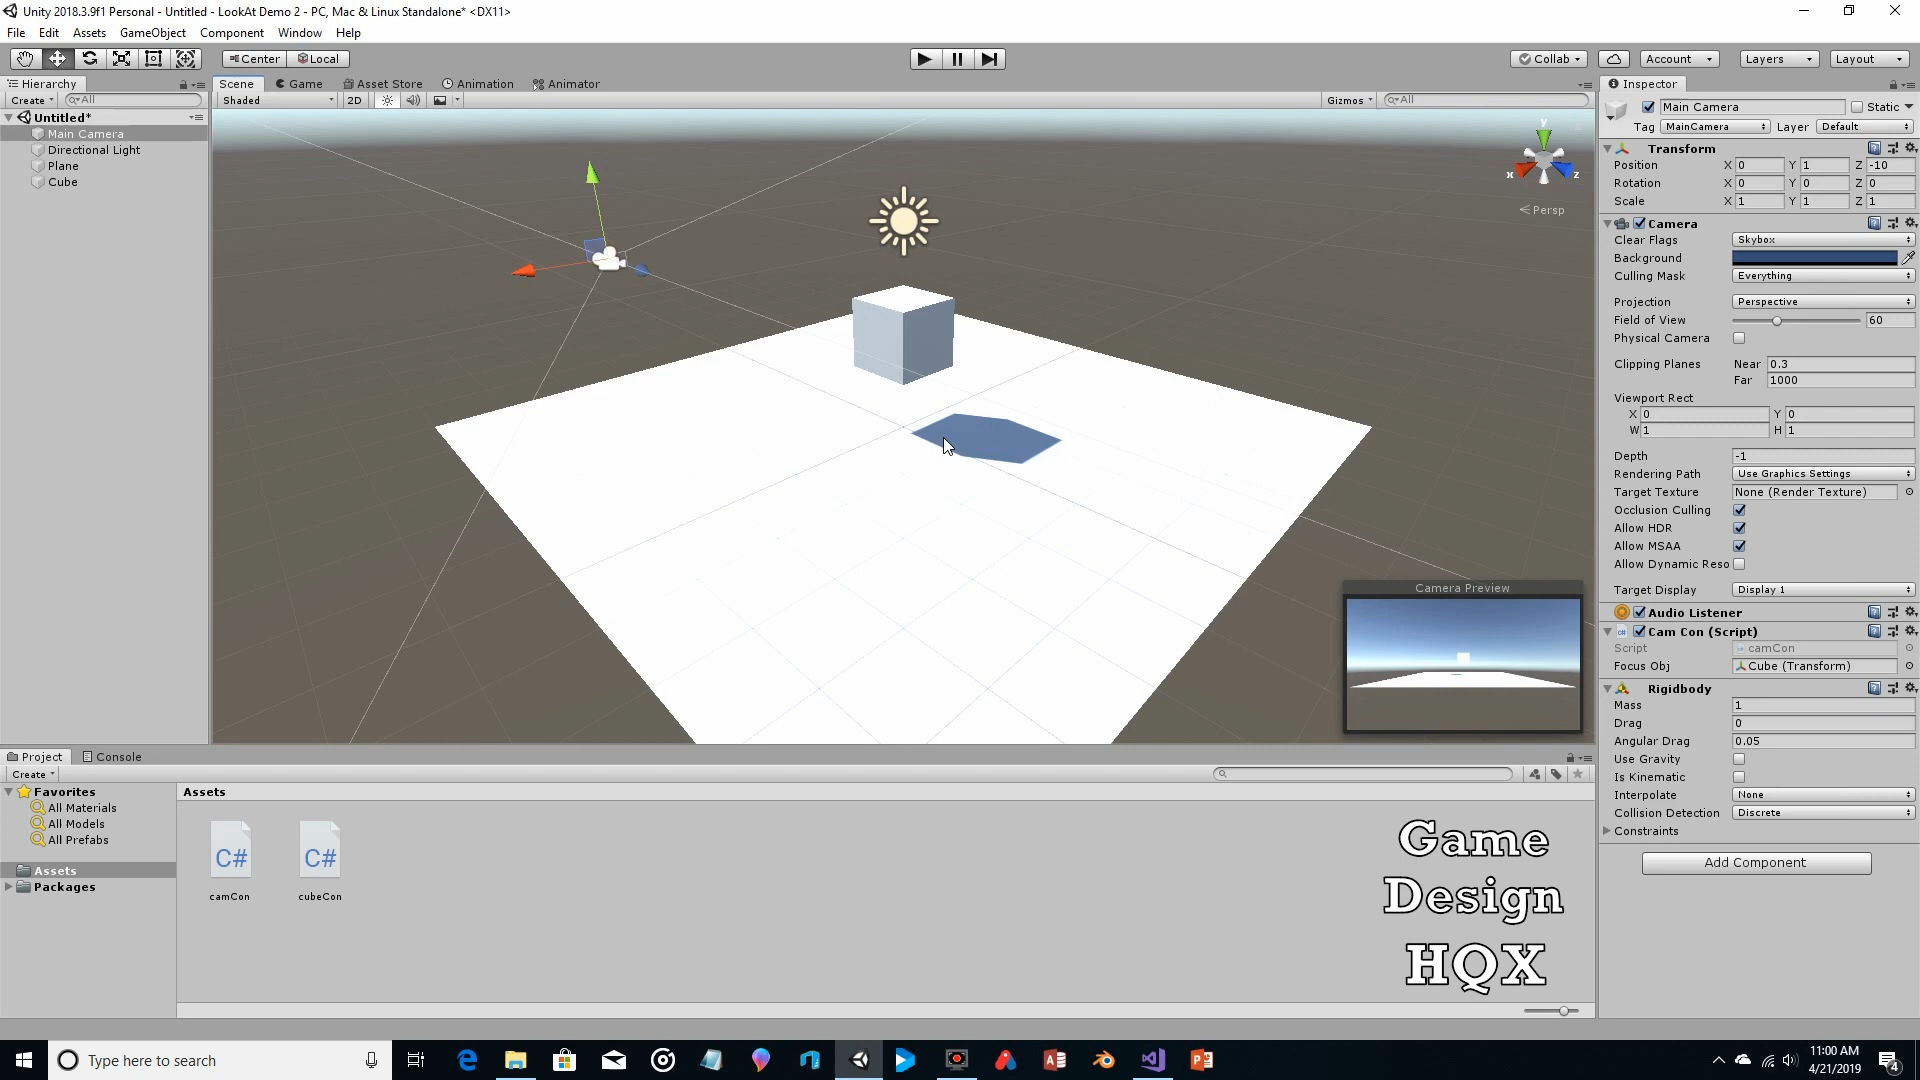 Unity 2018.3.9f1 Personal - Untitled - LookAt Demo 2 - PC, Mac & Linux Standalone* <DX11>
File Edit Assets GameObject Component Window Help
Center Local Collab Account Layers Layout
Hierarchy
Create All
Untitled*
Main Camera
Directional Light
Plane
Cube
Scene Game Asset Store Animation Animator
Shaded 2D Gizmos All
y
x z
Persp
Camera Preview
Inspector
Main Camera Static
Tag MainCamera Layer Default
Transform
Position X 0 Y 1 Z -10
Rotation X 0 Y 0 Z 0
Scale X 1 Y 1 Z 1
Camera
Clear Flags Skybox
Background
Culling Mask Everything
Projection Perspective
Field of View 60
Physical Camera
Clipping Planes Near 0.3
Far 1000
Viewport Rect
X 0 Y 0
W 1 H 1
Depth -1
Rendering Path Use Graphics Settings
Target Texture None (Render Texture)
Occlusion Culling
Allow HDR
Allow MSAA
Allow Dynamic Reso
Target Display Display 1
Audio Listener
Cam Con (Script)
Script camCon
Focus Obj Cube (Transform)
Rigidbody
Mass 1
Drag 0
Angular Drag 0.05
Use Gravity
Is Kinematic
Interpolate None
Collision Detection Discrete
Constraints
Add Component
Project Console
Create
Favorites
All Materials
All Models
All Prefabs
Assets
Packages
Assets
C# C#
camCon cubeCon
Game
Design
HQX
Type here to search
11:00 AM
4/21/2019
4